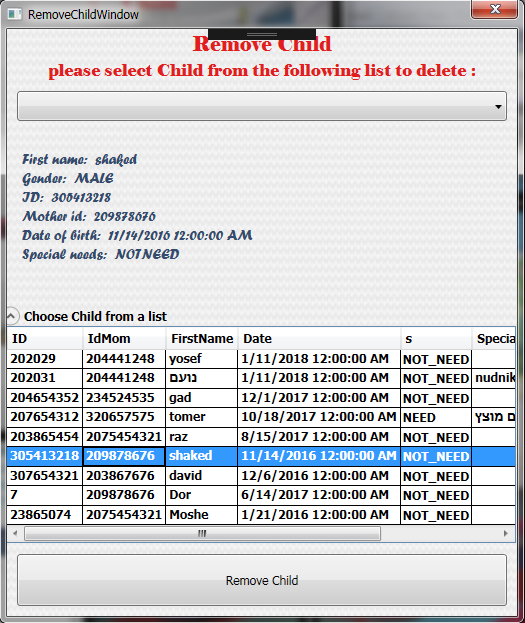 RemoveChildWindow
Remove Child
please select Child from the following list to delete :
First name: shaked
Gender: MALE
ID: 305413218
Mother id: 209878676
Date of birth: 11/14/2016 12:00:00 AM
Special needs: NOTNEED
Choose Child from a list
ID IdMom FirstName Date s Specia
202029 204441248 yosef 1/11/2018 12:00:00 AM NOT_NEED
202031 204441248 נועם 1/11/2018 12:00:00 AM NOT_NEED nudnik
204654352 234524535 gad 12/1/2017 12:00:00 AM NOT_NEED
207654312 320657575 tomer 10/18/2017 12:00:00 AM NEED ם מוצץ
203865454 2075454321 raz 8/15/2017 12:00:00 AM NOT_NEED
305413218 209878676 shaked 11/14/2016 12:00:00 AM NOT_NEED
307654321 203867676 david 12/6/2016 12:00:00 AM NOT_NEED
7 209878676 Dor 6/14/2017 12:00:00 AM NOT_NEED
23865074 2075454321 Moshe 1/21/2016 12:00:00 AM NOT_NEED
Remove Child